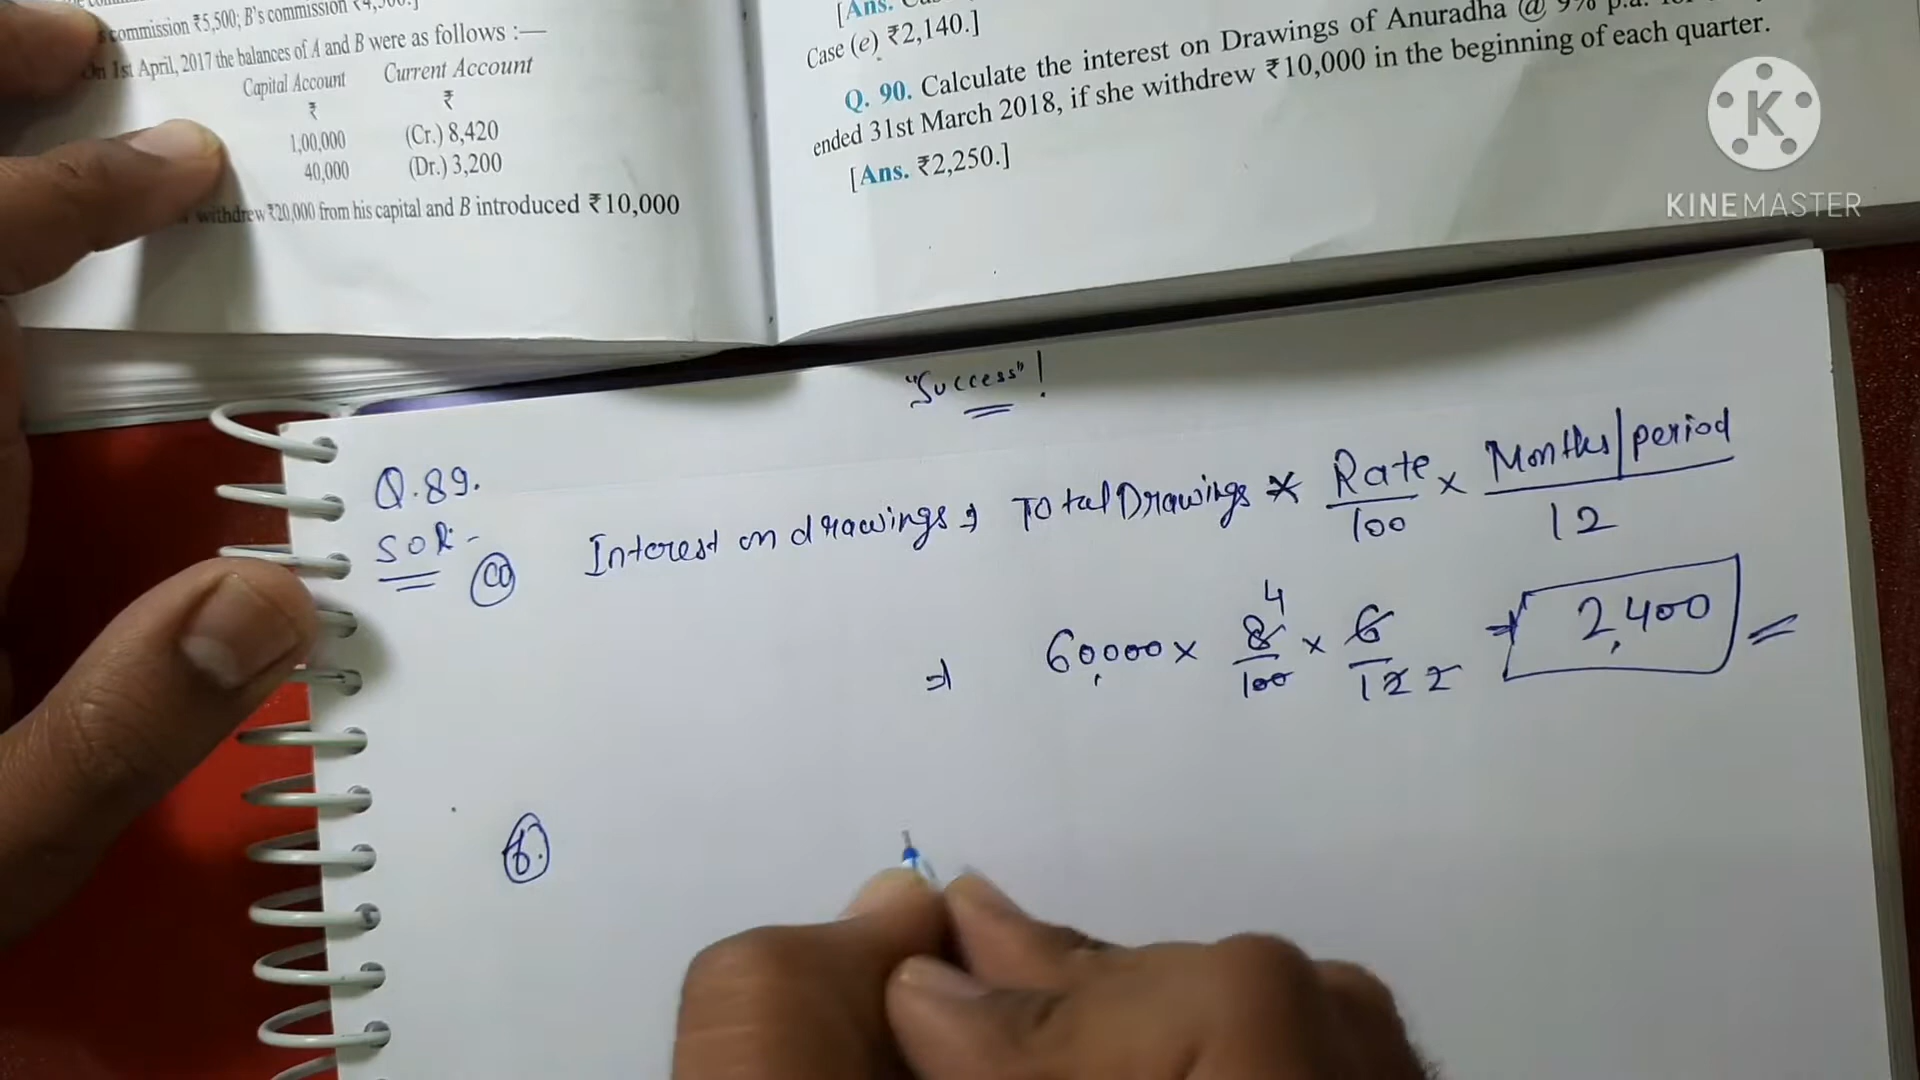 commission ₹5,500; B's commission ₹4,500.]
On 1st April, 2017 the balances of A and B were as follows :—
Capital Account Current Account
₹ ₹
1,00,000 (Cr.) 8,420
40,000 (Dr.) 3,200
withdrew ₹20,000 from his capital and B introduced ₹10,000
[Ans.
Case (e) ₹2,140.]
Q. 90. Calculate the interest on Drawings of Anuradha @ 9% p.a.
ended 31st March 2018, if she withdrew ₹10,000 in the beginning of each quarter.
[Ans. ₹2,250.]
K
KINEMASTER
"Success"!
Q.89.
Sol-
Interest on drawings ⇒ Total Drawings × Rate/100 × Months/period/12
⇒ 60,000 × 8/100 × 6/12 ⇒ 2,400
4
2
b.